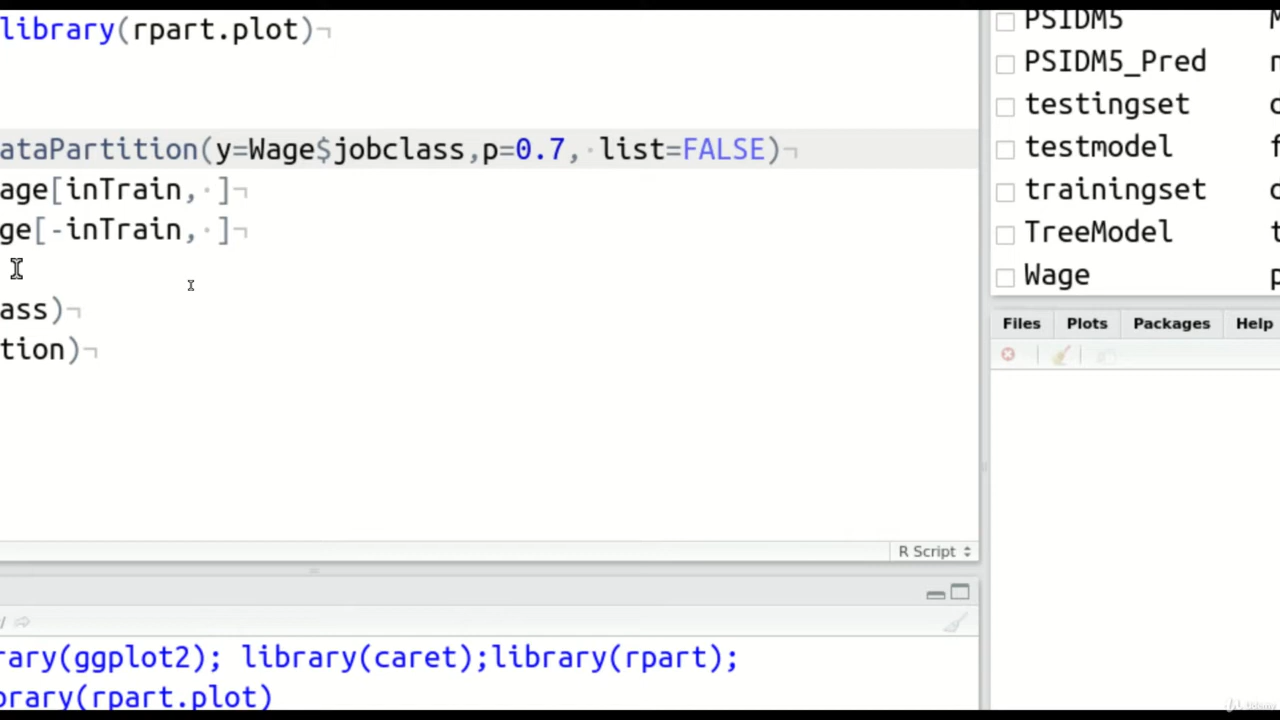 library(rpart.plot)¬
ataPartition(y=Wage$jobclass,p=0.7,· list=FALSE)¬
age[inTrain,· ]¬
ge[-inTrain,· ]¬
ass)¬
tion)¬
R Script
/
rary(ggplot2); library(caret);library(rpart);
brary(rpart.plot)
PSIDM5
PSIDM5_Pred
testingset
testmodel
trainingset
TreeModel
Wage
Files Plots Packages Help
Udemy